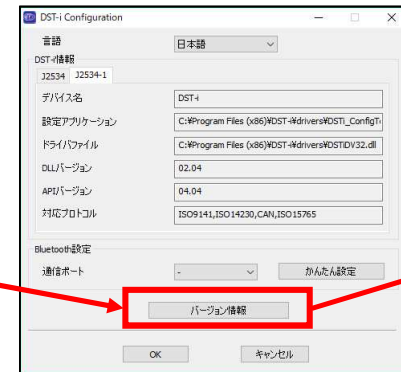 DST-i Configuration
言語 日本語
DST-i情報
J2534 J2534-1
デバイス名 DST-i
設定アプリケーション C:¥Program Files (x86)¥DST-i¥drivers¥DSTi_ConfigT
ドライバファイル C:¥Program Files (x86)¥DST-i¥drivers¥DSTiDV32.dll
DLLバージョン 02.04
APIバージョン 04.04
対応プロトコル ISO9141,ISO14230,CAN,ISO15765
Bluetooth設定
通信ポート - かんたん設定
バージョン情報
OK キャンセル